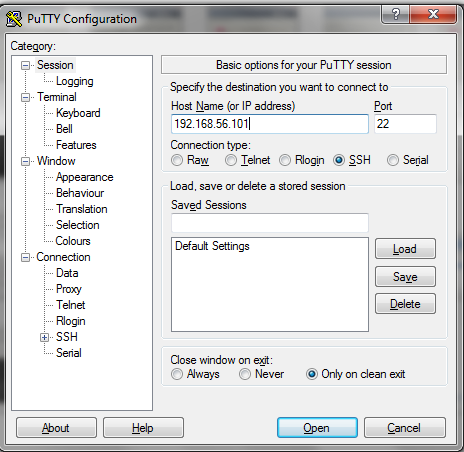 PuTTY Configuration
Category:
Session
Logging
Terminal
Keyboard
Bell
Features
Window
Appearance
Behaviour
Translation
Selection
Colours
Connection
Data
Proxy
Telnet
Rlogin
SSH
Serial
Basic options for your PuTTY session
Specify the destination you want to connect to
Host Name (or IP address) Port
192.168.56.101 22
Connection type:
Raw Telnet Rlogin SSH Serial
Load, save or delete a stored session
Saved Sessions
Default Settings
Load
Save
Delete
Close window on exit:
Always Never Only on clean exit
About Help Open Cancel